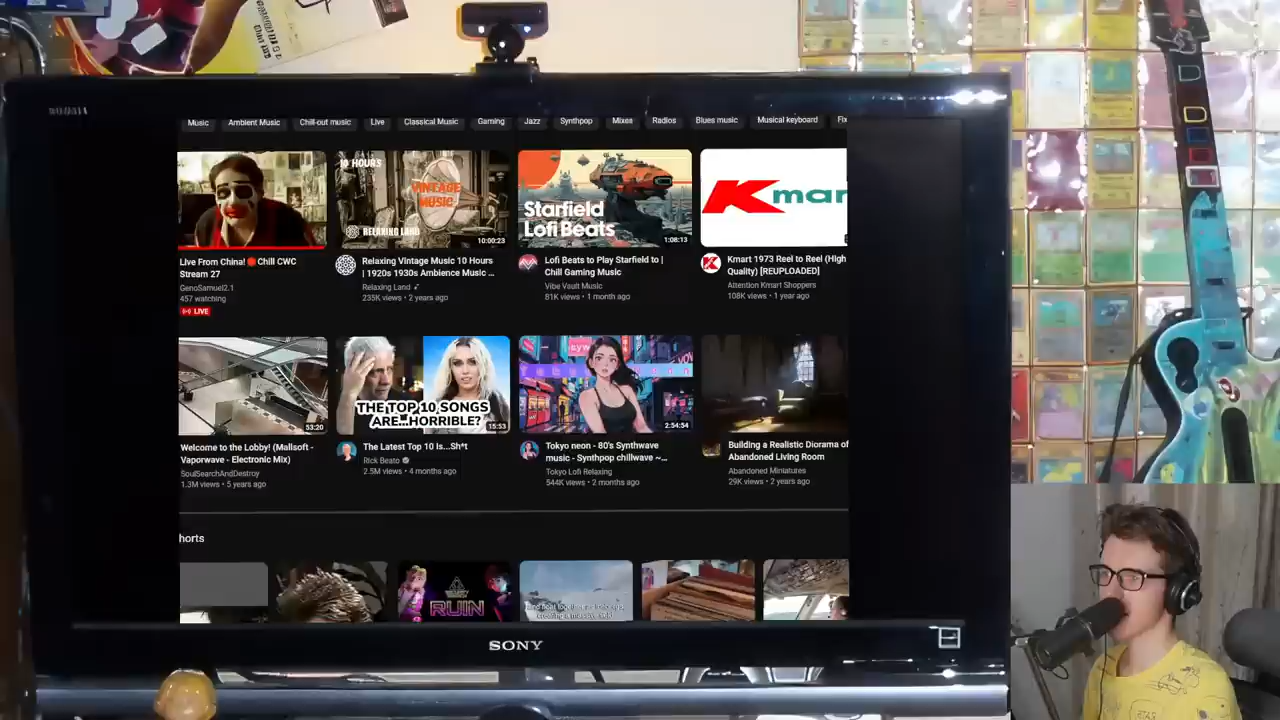 Music Ambient Music Chill-out music Live Classical Music Gaming Jazz Synthpop Mixes Radios Blues music Musical keyboard Fix
10 HOURS
VINTAGE
MUSIC
RELAXING LAND
10:00:23
Starfield
Lofi Beats
1:08:13
Kmar
Live From China!🔴Chill CWC
Stream 27
GenoSamuel2.1
457 watching
LIVE
Relaxing Vintage Music 10 Hours
| 1920s 1930s Ambience Music ...
Relaxing Land
235K views • 2 years ago
Lofi Beats to Play Starfield to |
Chill Gaming Music
Vibe Vault Music
81K views • 1 month ago
Kmart 1973 Reel to Reel (High
Quality) [REUPLOADED]
Attention Kmart Shoppers
108K views • 1 year ago
53:20
THE TOP 10 SONGS
ARE...HORRIBLE?
15:53
2:54:54
Welcome to the Lobby! (Mallsoft -
Vaporwave - Electronic Mix)
SoulSearchAndDestroy
1.3M views • 5 years ago
The Latest Top 10 Is...Sh*t
Rick Beato
2.5M views • 4 months ago
Tokyo neon - 80's Synthwave
music - Synthpop chillwave ~...
Tokyo Lofi Relaxing
544K views • 2 months ago
Building a Realistic Diorama of
Abandoned Living Room
Abandoned Miniatures
29K views • 2 years ago
horts
RUIN
SONY